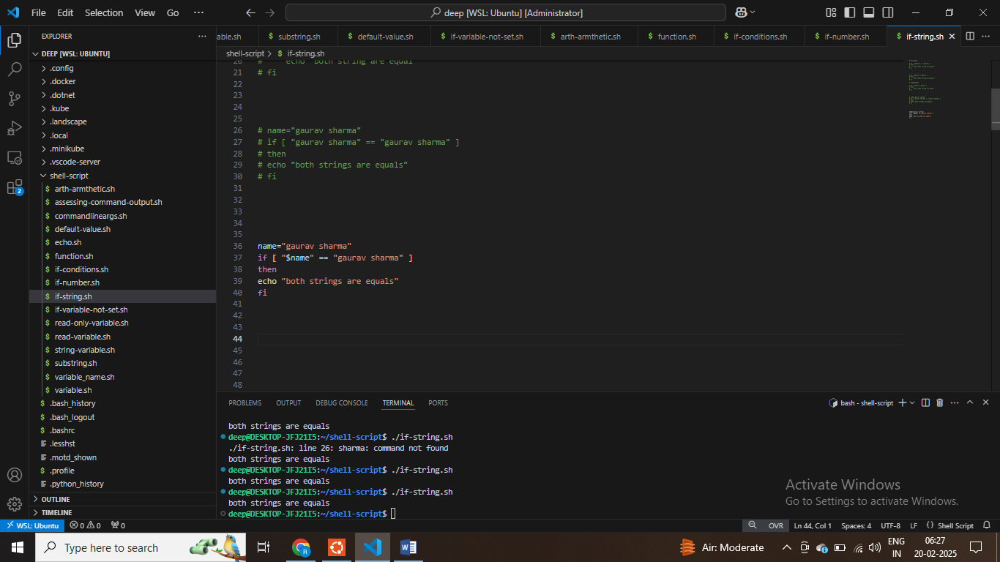 File Edit Selection View Go ··· deep [WSL: Ubuntu] [Administrator]
EXPLORER ···
able.sh $ substring.sh $ default-value.sh $ if-variable-not-set.sh $ arth-armthetic.sh $ function.sh $ if-conditions.sh $ if-number.sh $ if-string.sh
DEEP [WSL: UBUNTU]
.config
.docker
.dotnet
.kube
.landscape
.local
.minikube
.vscode-server
shell-script
$ arth-armthetic.sh
$ assessing-command-output.sh
$ commandlineargs.sh
$ default-value.sh
$ echo.sh
$ function.sh
$ if-conditions.sh
$ if-number.sh
$ if-string.sh
$ if-variable-not-set.sh
$ read-only-variable.sh
$ read-variable.sh
$ string-variable.sh
$ substring.sh
$ variable_name.sh
$ variable.sh
$ .bash_history
$ .bash_logout
$ .bashrc
.lesshst
.motd_shown
$ .profile
.python_history
OUTLINE
TIMELINE
2
shell-script > $ if-string.sh
20 # echo "both string are equal"
21 # fi
22
23
24
25
26 # name="gaurav sharma"
27 # if [ "gaurav sharma" == "gaurav sharma" ]
28 # then
29 # echo "both strings are equals"
30 # fi
31
32
33
34
35
36 name="gaurav sharma"
37 if [ "$name" == "gaurav sharma" ]
38 then
39 echo "both strings are equals"
40 fi
41
42
43
44
45
46
47
48
PROBLEMS OUTPUT DEBUG CONSOLE TERMINAL PORTS bash - shell-script
both strings are equals
deep@DESKTOP-JFJ21I5:~/shell-script$ ./if-string.sh
./if-string.sh: line 26: sharma: command not found
both strings are equals
deep@DESKTOP-JFJ21I5:~/shell-script$ ./if-string.sh
both strings are equals
deep@DESKTOP-JFJ21I5:~/shell-script$ ./if-string.sh
both strings are equals
deep@DESKTOP-JFJ21I5:~/shell-script$
Activate Windows
Go to Settings to activate Windows.
WSL: Ubuntu 0 0 0 OVR Ln 44, Col 1 Spaces: 4 UTF-8 LF {} Shell Script
Type here to search Air: Moderate ENG IN 06:27 20-02-2025